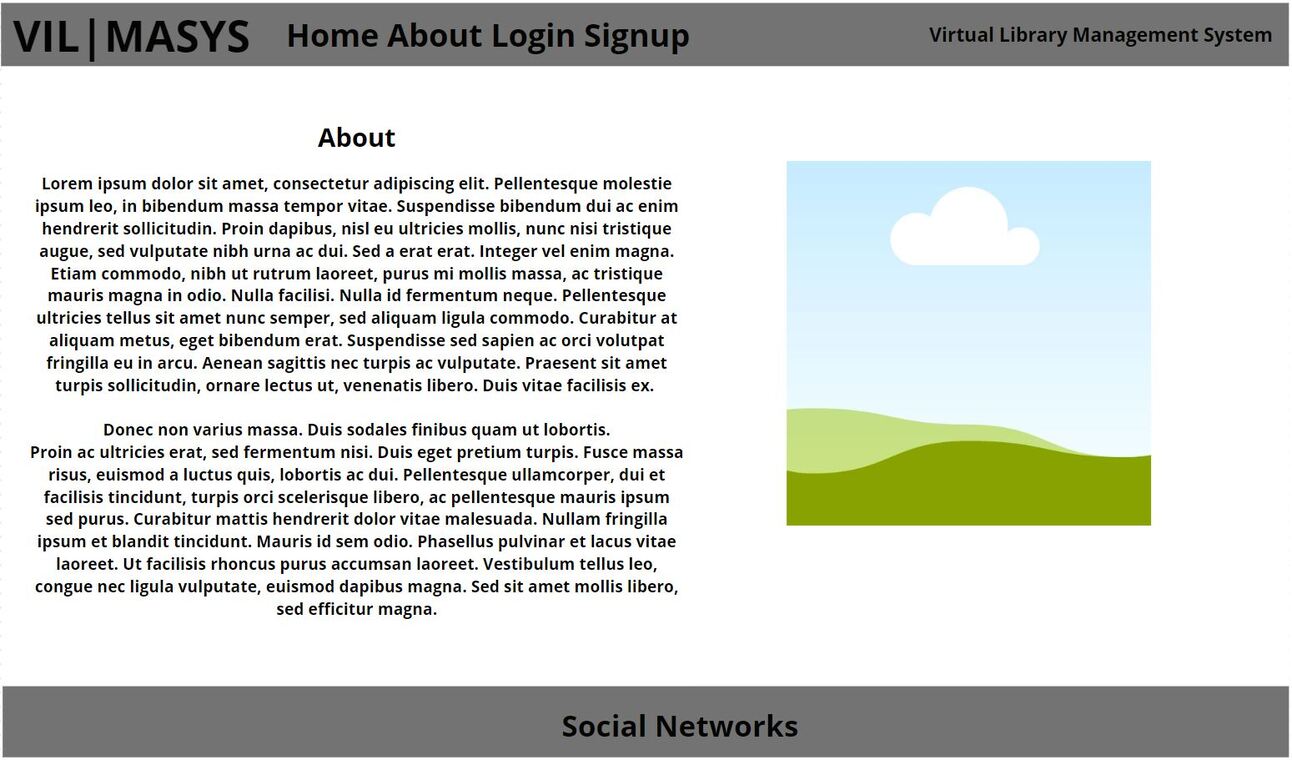 VIL|MASYS Home About Login Signup Virtual Library Management System
About
Lorem ipsum dolor sit amet, consectetur adipiscing elit. Pellentesque molestie
ipsum leo, in bibendum massa tempor vitae. Suspendisse bibendum dui ac enim
hendrerit sollicitudin. Proin dapibus, nisl eu ultricies mollis, nunc nisi tristique
augue, sed vulputate nibh urna ac dui. Sed a erat erat. Integer vel enim magna.
Etiam commodo, nibh ut rutrum laoreet, purus mi mollis massa, ac tristique
mauris magna in odio. Nulla facilisi. Nulla id fermentum neque. Pellentesque
ultricies tellus sit amet nunc semper, sed aliquam ligula commodo. Curabitur at
aliquam metus, eget bibendum erat. Suspendisse sed sapien ac orci volutpat
fringilla eu in arcu. Aenean sagittis nec turpis ac vulputate. Praesent sit amet
turpis sollicitudin, ornare lectus ut, venenatis libero. Duis vitae facilisis ex.
Donec non varius massa. Duis sodales finibus quam ut lobortis.
Proin ac ultricies erat, sed fermentum nisi. Duis eget pretium turpis. Fusce massa
risus, euismod a luctus quis, lobortis ac dui. Pellentesque ullamcorper, dui et
facilisis tincidunt, turpis orci scelerisque libero, ac pellentesque mauris ipsum
sed purus. Curabitur mattis hendrerit dolor vitae malesuada. Nullam fringilla
ipsum et blandit tincidunt. Mauris id sem odio. Phasellus pulvinar et lacus vitae
laoreet. Ut facilisis rhoncus purus accumsan laoreet. Vestibulum tellus leo,
congue nec ligula vulputate, euismod dapibus magna. Sed sit amet mollis libero,
sed efficitur magna.
Social Networks